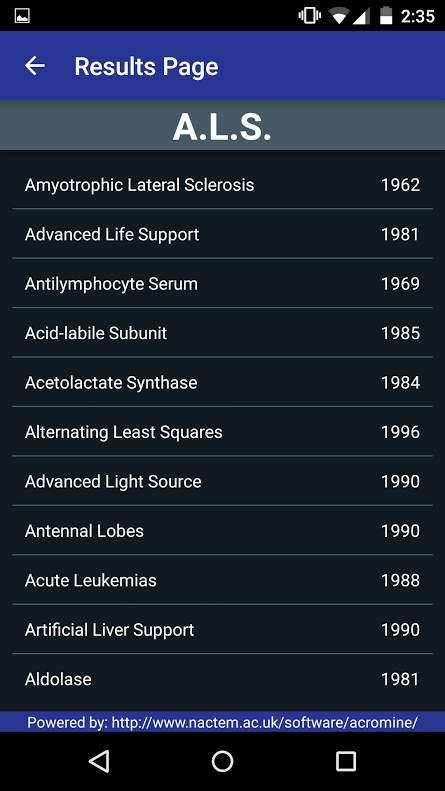 2:35
Results Page
A.L.S.
Amyotrophic Lateral Sclerosis 1962
Advanced Life Support 1981
Antilymphocyte Serum 1969
Acid-labile Subunit 1985
Acetolactate Synthase 1984
Alternating Least Squares 1996
Advanced Light Source 1990
Antennal Lobes 1990
Acute Leukemias 1988
Artificial Liver Support 1990
Aldolase 1981
Powered by: http://www.nactem.ac.uk/software/acromine/